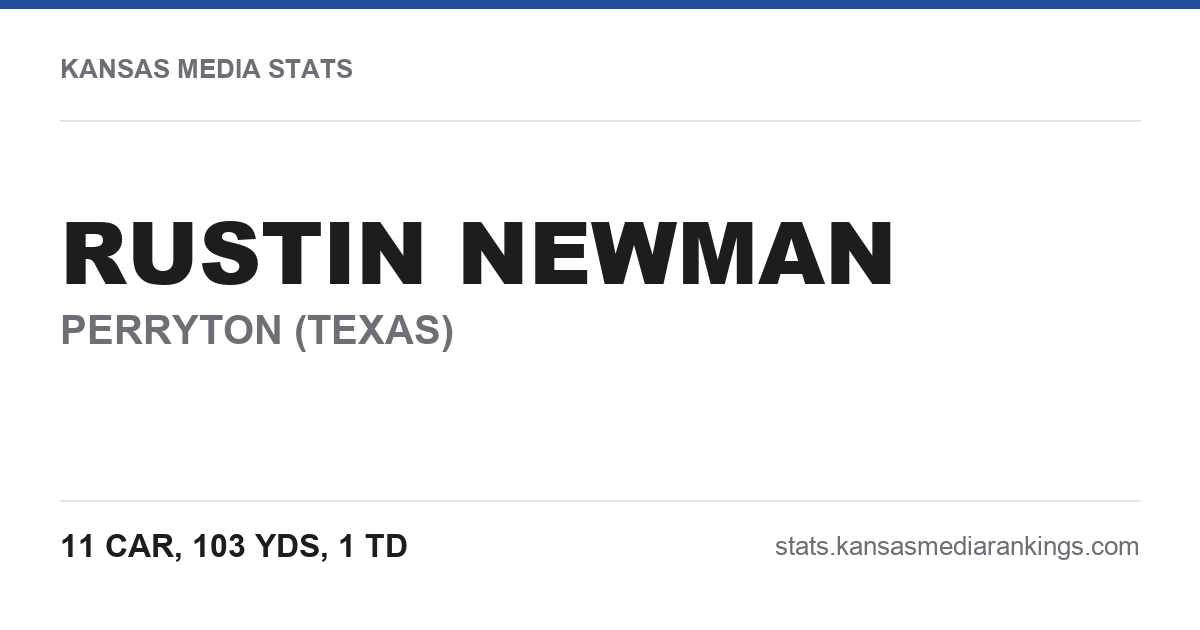 KANSAS MEDIA STATS
RUSTIN NEWMAN
PERRYTON (TEXAS)
11 CAR, 103 YDS, 1 TD
stats.kansasmediarankings.com